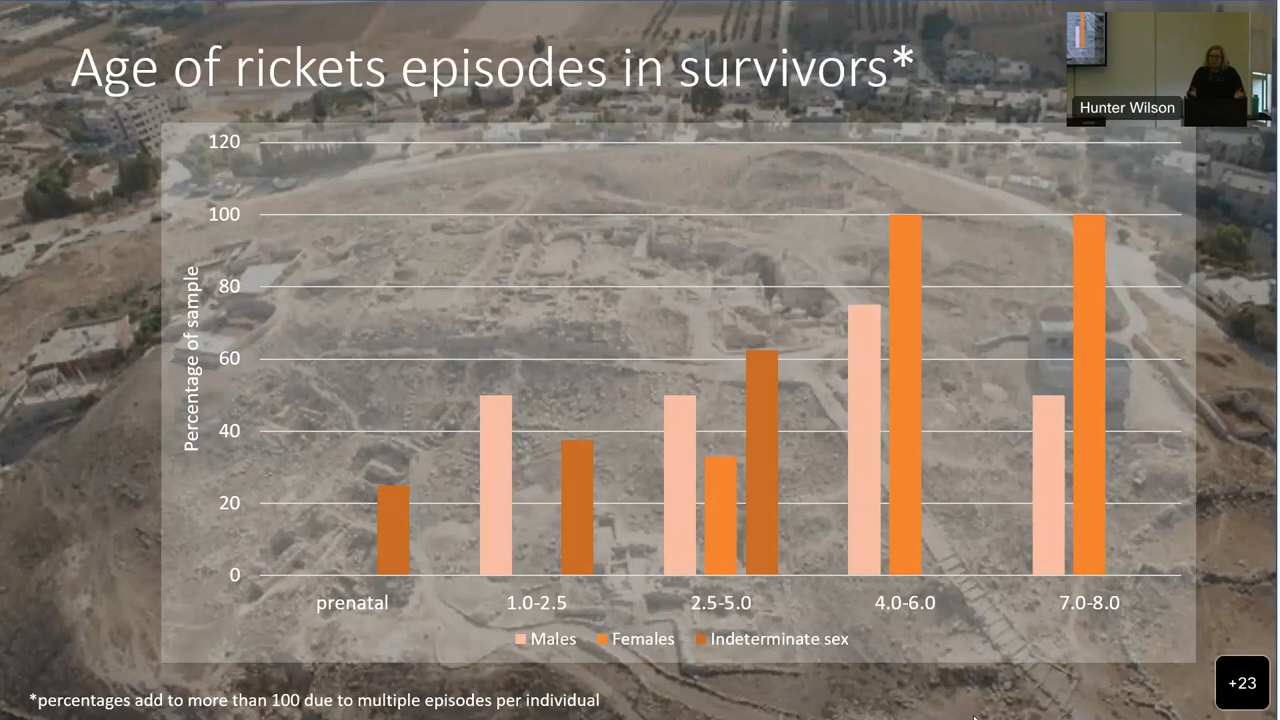 Age of rickets episodes in survivors*
Hunter Wilson
120
100
80
60
40
20
0
Percentage of sample
prenatal 1.0-2.5 2.5-5.0 4.0-6.0 7.0-8.0
Males Females Indeterminate sex
*percentages add to more than 100 due to multiple episodes per individual
+23